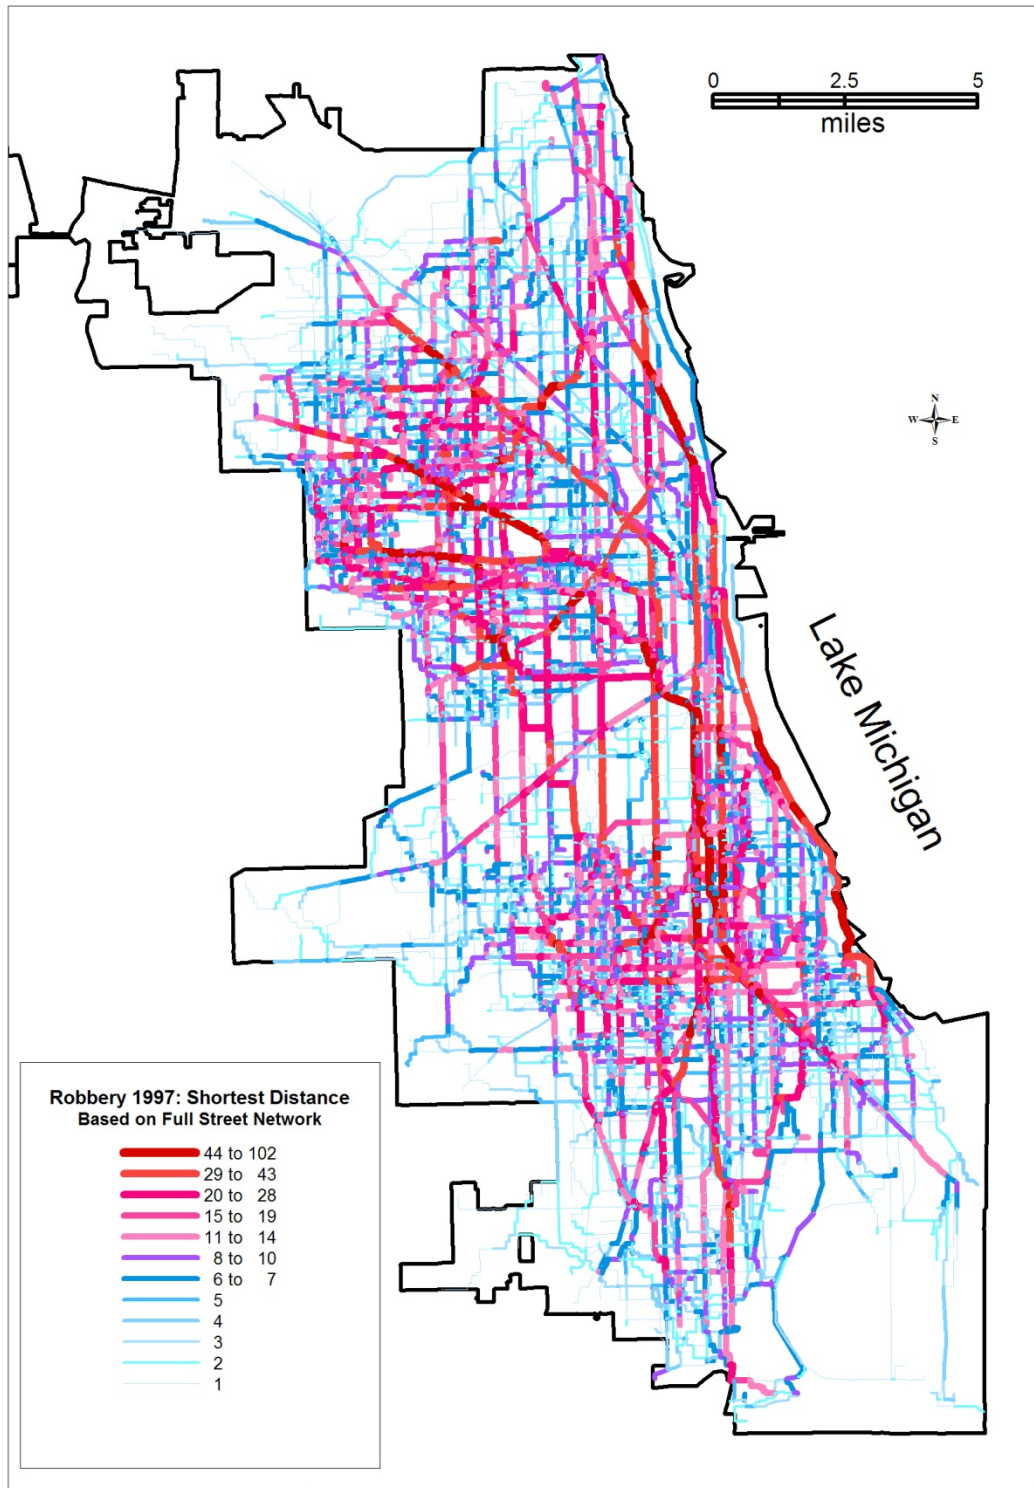 0 2.5 5
miles
N
W E
S
Lake Michigan
Robbery 1997: Shortest Distance
Based on Full Street Network
44 to 102
29 to 43
20 to 28
15 to 19
11 to 14
8 to 10
6 to 7
5
4
3
2
1